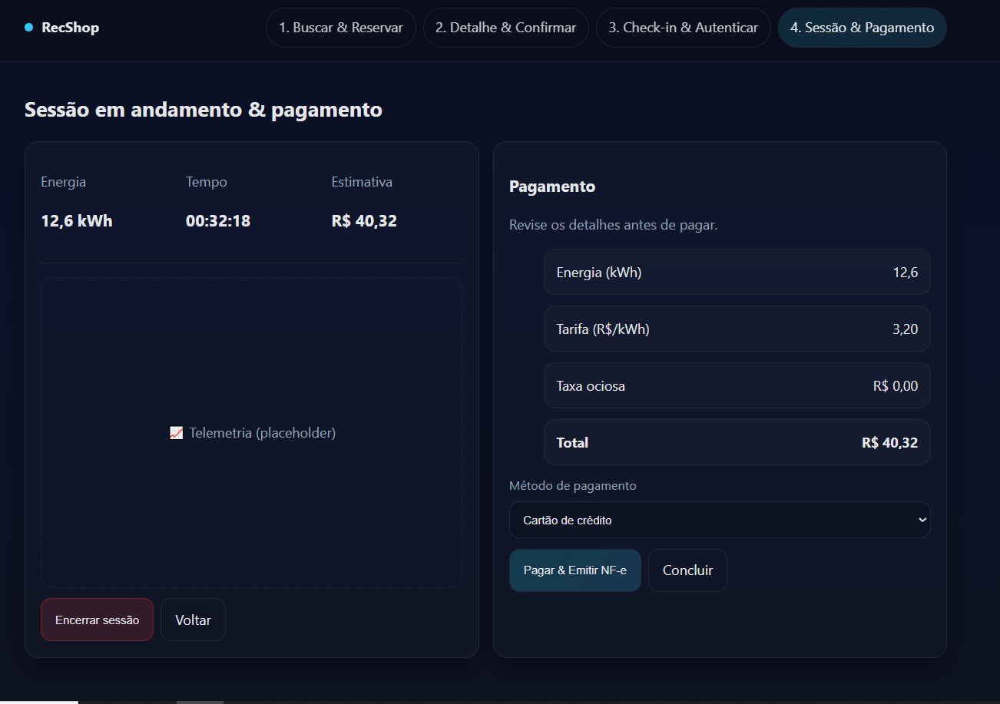 RecShop
1. Buscar & Reservar
2. Detalhe & Confirmar
3. Check-in & Autenticar
4. Sessão & Pagamento
Sessão em andamento & pagamento
Energia
Tempo
Estimativa
12,6 kWh
00:32:18
R$ 40,32
📈 Telemetria (placeholder)
Encerrar sessão
Voltar
Pagamento
Revise os detalhes antes de pagar.
Energia (kWh) 12,6
Tarifa (R$/kWh) 3,20
Taxa ociosa R$ 0,00
Total R$ 40,32
Método de pagamento
Cartão de crédito
Pagar & Emitir NF-e
Concluir